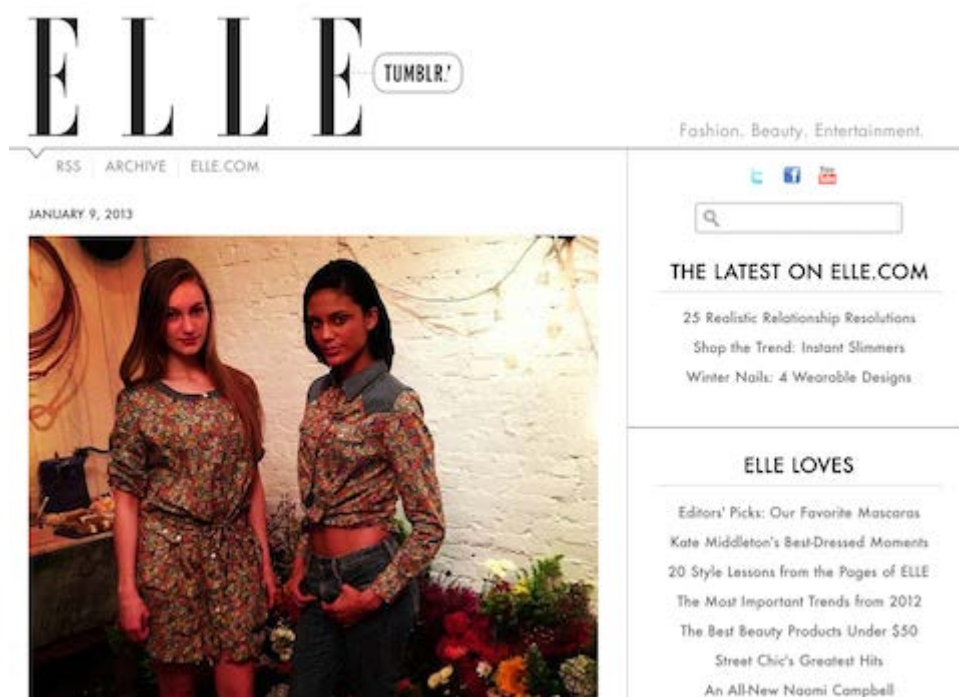 ELLE
TUMBLR.
Fashion. Beauty. Entertainment.
RSS ARCHIVE ELLE.COM
JANUARY 9, 2013
THE LATEST ON ELLE.COM
25 Realistic Relationship Resolutions
Shop the Trend: Instant Slimmers
Winter Nails: 4 Wearable Designs
ELLE LOVES
Editors' Picks: Our Favorite Mascaras
Kate Middleton's Best-Dressed Moments
20 Style Lessons from the Pages of ELLE
The Most Important Trends from 2012
The Best Beauty Products Under $50
Street Chic's Greatest Hits
An All-New Naomi Campbell